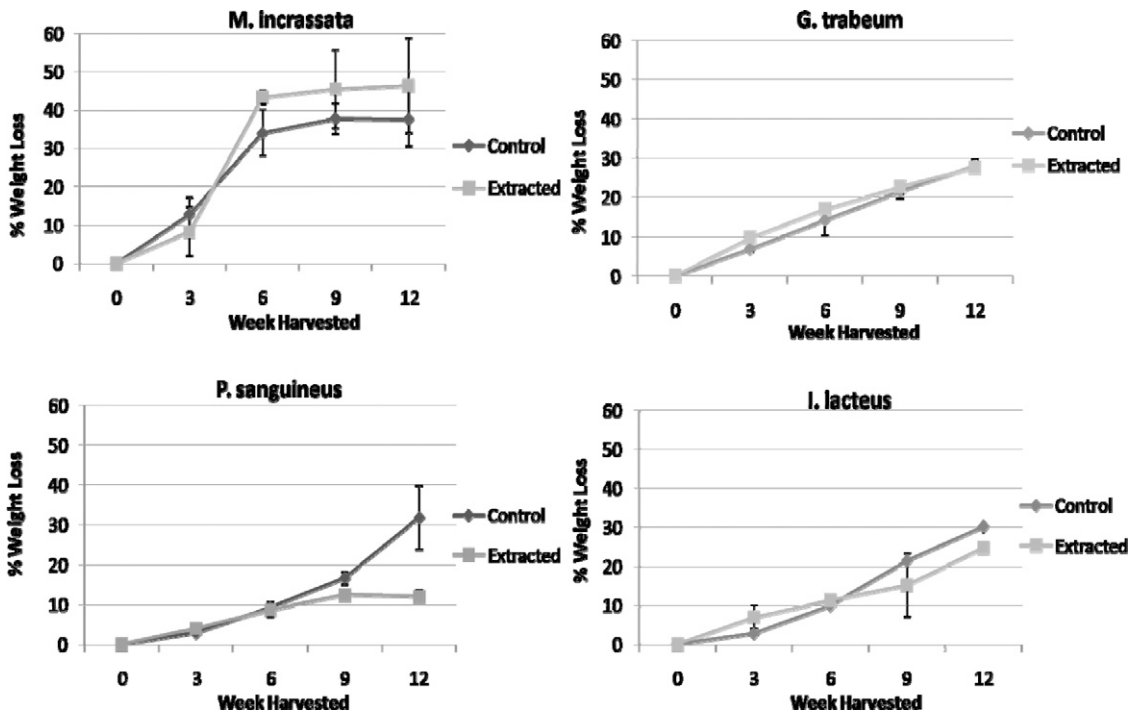 M. incrassata
60
50
40
30
20
10
0
% Weight Loss
0 3 6 9 12
Week Harvested
Control
Extracted
G. trabeum
60
50
40
30
20
10
0
% Weight Loss
0 3 6 9 12
Week Harvested
Control
Extracted
P. sanguineus
60
50
40
30
20
10
0
% Weight Loss
0 3 6 9 12
Week Harvested
Control
Extracted
I. lacteus
60
50
40
30
20
10
0
% Weight Loss
0 3 6 9 12
Week Harvested
Control
Extracted